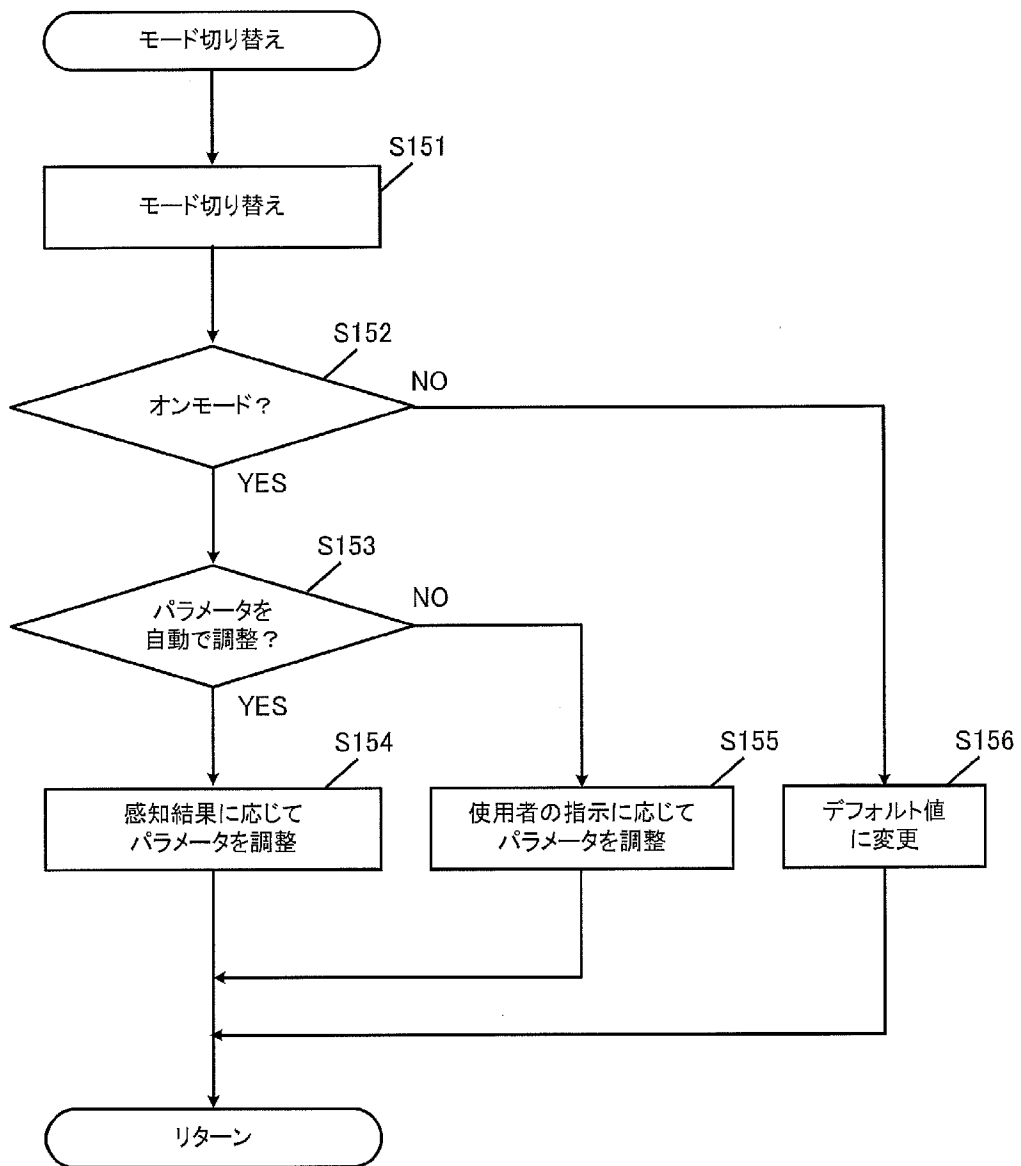 モード切り替え
S151
モード切り替え
S152
オンモード？
NO
YES
S153
パラメータを
自動で調整？
NO
YES
S154
感知結果に応じて
パラメータを調整
S155
使用者の指示に応じて
パラメータを調整
S156
デフォルト値
に変更
リターン